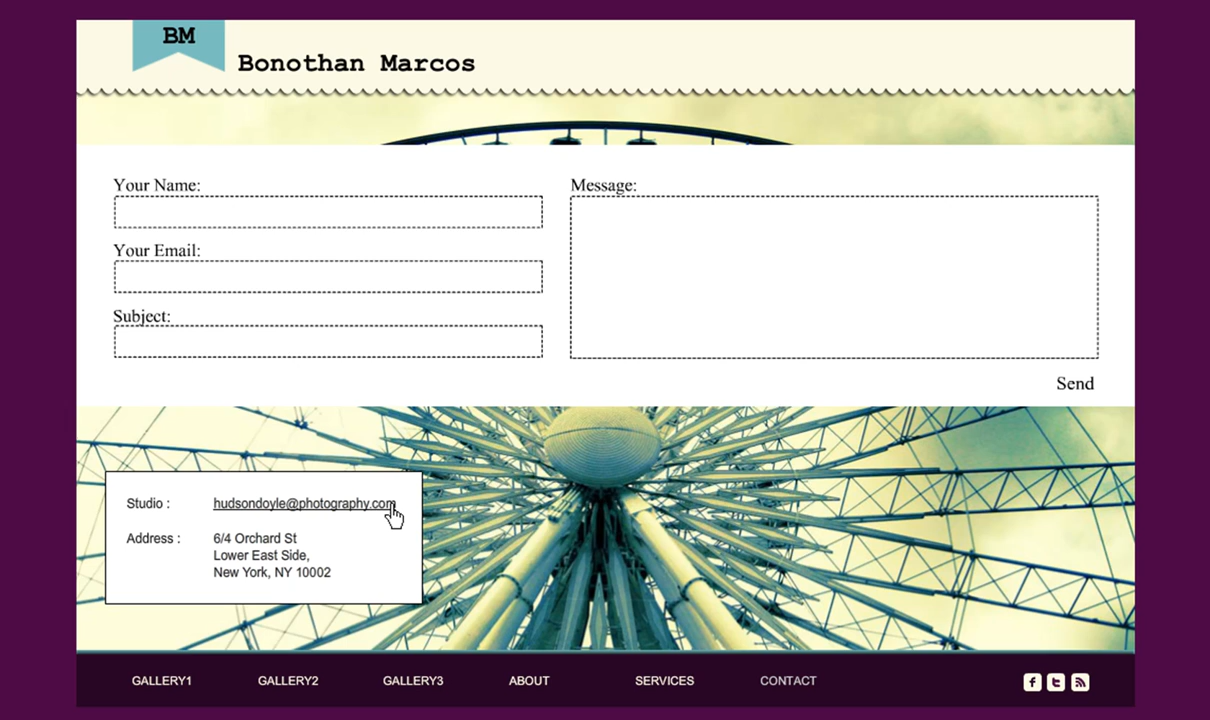 BM
Bonothan Marcos
Your Name:
Message:
Your Email:
Subject:
Send
Studio : hudsondoyle@photography.com
Address : 6/4 Orchard St
Lower East Side,
New York, NY 10002
GALLERY1 GALLERY2 GALLERY3 ABOUT SERVICES CONTACT